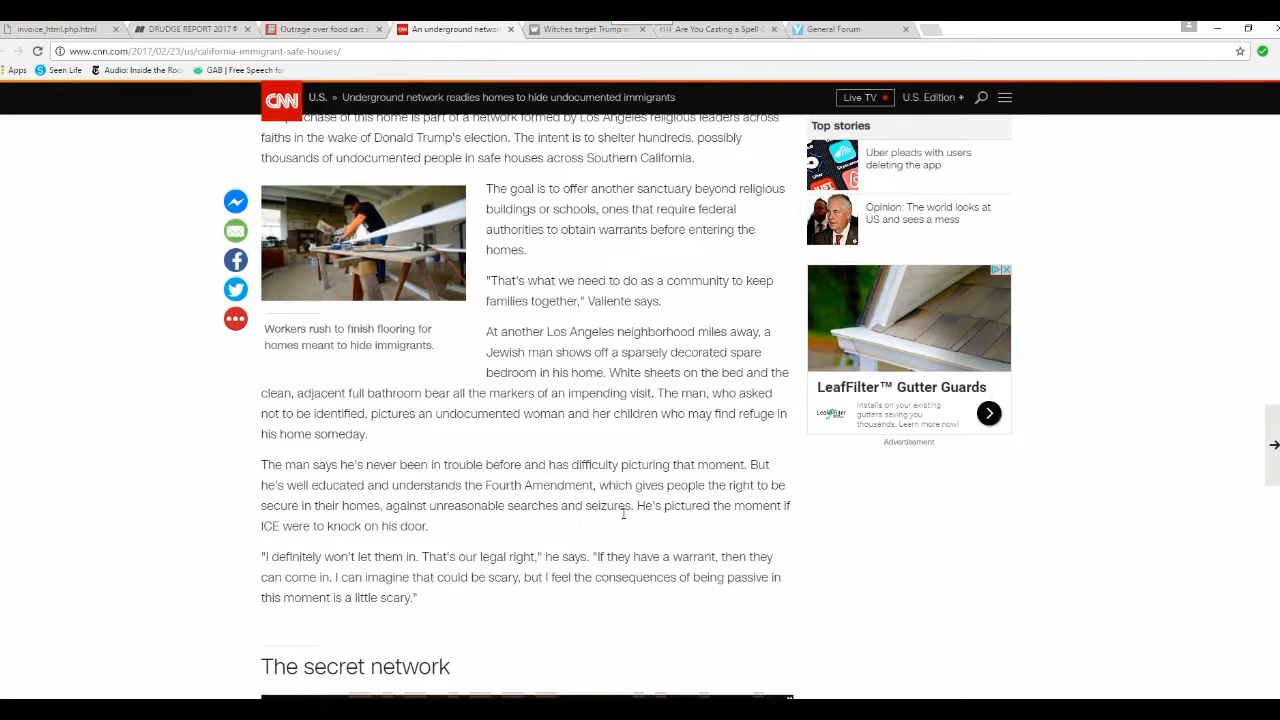 invoice_html.php.html
DRUDGE REPORT 2017®
Outrage over food cart s
An underground networ
Witches target Trump w
Are You Casting a Spell C
General Forum
www.cnn.com/2017/02/23/us/california-immigrant-safe-houses/
Apps
Seen Life
Audio: Inside the Roc
GAB | Free Speech fo
CNN
U.S. » Underground network readies homes to hide undocumented immigrants
Live TV
U.S. Edition +
purchase of this home is part of a network formed by Los Angeles religious leaders across
faiths in the wake of Donald Trump's election. The intent is to shelter hundreds, possibly
thousands of undocumented people in safe houses across Southern California.
The goal is to offer another sanctuary beyond religious
buildings or schools, ones that require federal
authorities to obtain warrants before entering the
homes.
"That's what we need to do as a community to keep
families together," Valiente says.
Workers rush to finish flooring for
homes meant to hide immigrants.
At another Los Angeles neighborhood miles away, a
Jewish man shows off a sparsely decorated spare
bedroom in his home. White sheets on the bed and the
clean, adjacent full bathroom bear all the markers of an impending visit. The man, who asked
not to be identified, pictures an undocumented woman and her children who may find refuge in
his home someday.
The man says he's never been in trouble before and has difficulty picturing that moment. But
he's well educated and understands the Fourth Amendment, which gives people the right to be
secure in their homes, against unreasonable searches and seizures. He's pictured the moment if
ICE were to knock on his door.
"I definitely won't let them in. That's our legal right," he says. "If they have a warrant, then they
can come in. I can imagine that could be scary, but I feel the consequences of being passive in
this moment is a little scary."
The secret network
Top stories
Uber pleads with users
deleting the app
Opinion: The world looks at
US and sees a mess
LeafFilter™ Gutter Guards
LeafFilter
Installs on your existing
gutters saving you
thousands. Learn more now!
Advertisement